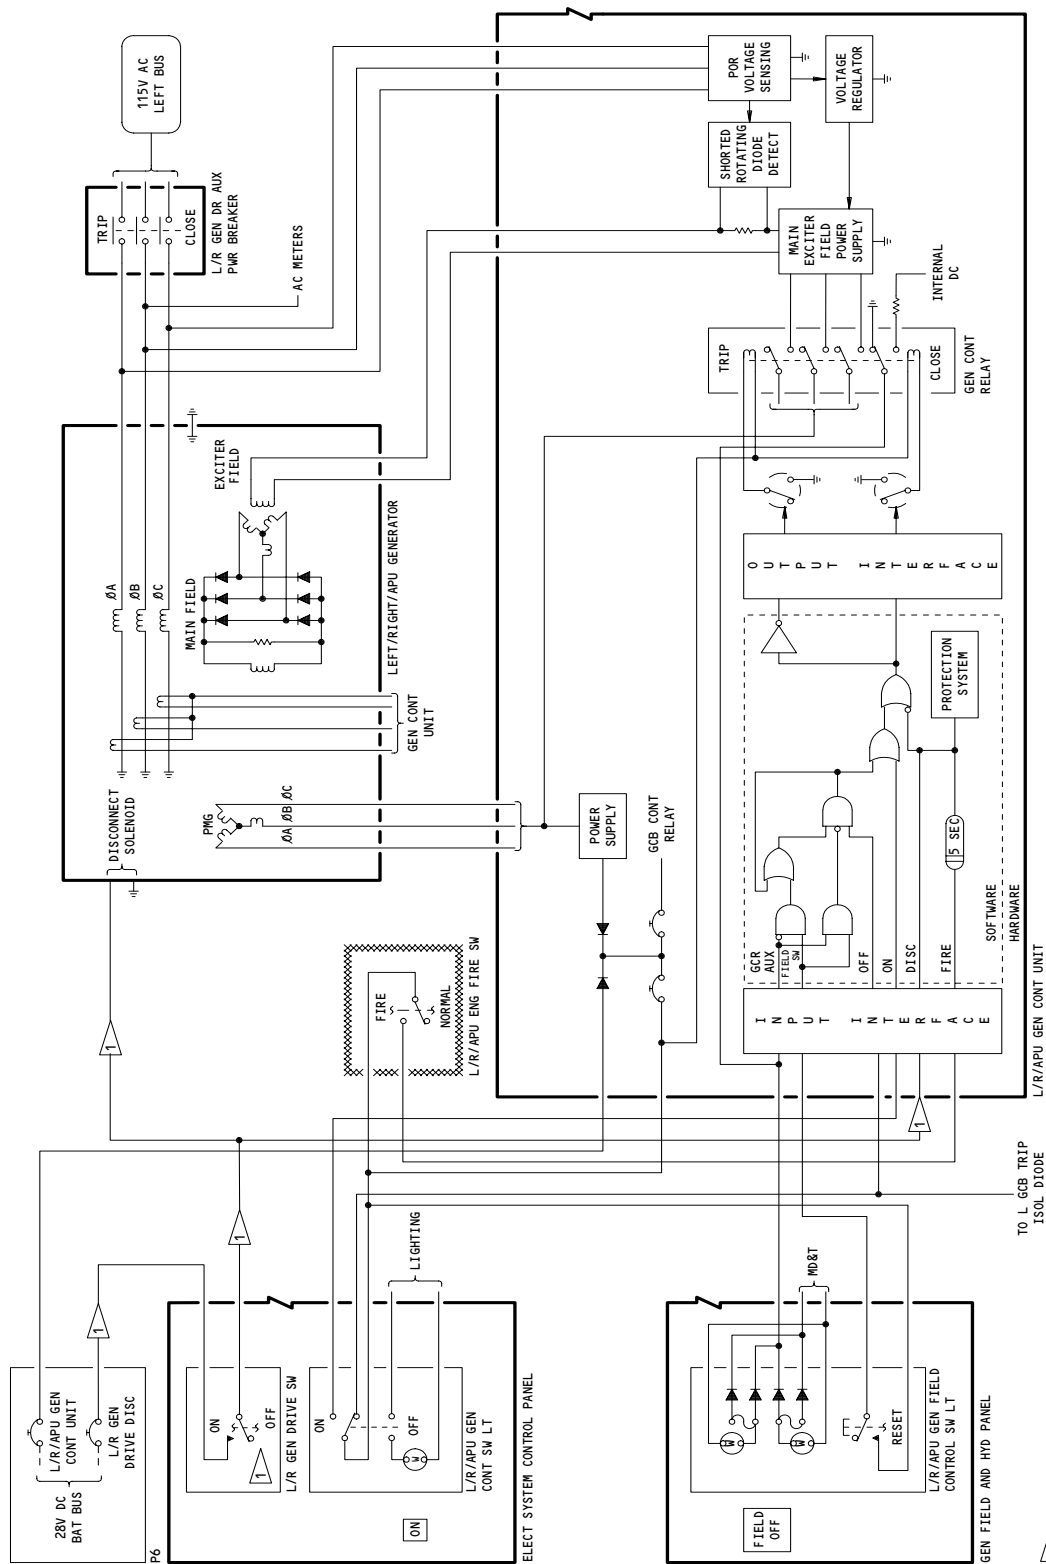 28V DC
BAT BUS
L/R/APU GEN
CONT UNIT
L/R GEN
DRIVE DISC
P6
1
1
1
1
1
ON
OFF
L/R GEN DRIVE SW
ON
OFF
L/R/APU GEN
CONT SW LT
W
ON
LIGHTING
ELECT SYSTEM CONTROL PANEL
FIELD
OFF
W
W
MD&T
RESET
L/R/APU GEN FIELD
CONTROL SW LT
GEN FIELD AND HYD PANEL
TO L GCB TRIP
ISOL DIODE
DISCONNECT
SOLENOID
PMG
ØA ØB ØC
GEN CONT
UNIT
ØA
ØB
ØC
MAIN FIELD
EXCITER
FIELD
LEFT/RIGHT/APU GENERATOR
TRIP
CLOSE
L/R GEN DR AUX
PWR BREAKER
115V AC
LEFT BUS
AC METERS
FIRE
NORMAL
L/R/APU ENG FIRE SW
POWER
SUPPLY
GCB CONT
RELAY
INPUT INTERFACE
GCR
AUX
FIELD
SW
OFF
ON
DISC
FIRE
5 SEC
PROTECTION
SYSTEM
SOFTWARE
HARDWARE
OUTPUT INTERFACE
TRIP
CLOSE
GEN CONT
RELAY
INTERNAL
DC
MAIN
EXCITER
FIELD
POWER
SUPPLY
SHORTED
ROTATING
DIODE
DETECT
POR
VOLTAGE
SENSING
VOLTAGE
REGULATOR
L/R/APU GEN CONT UNIT